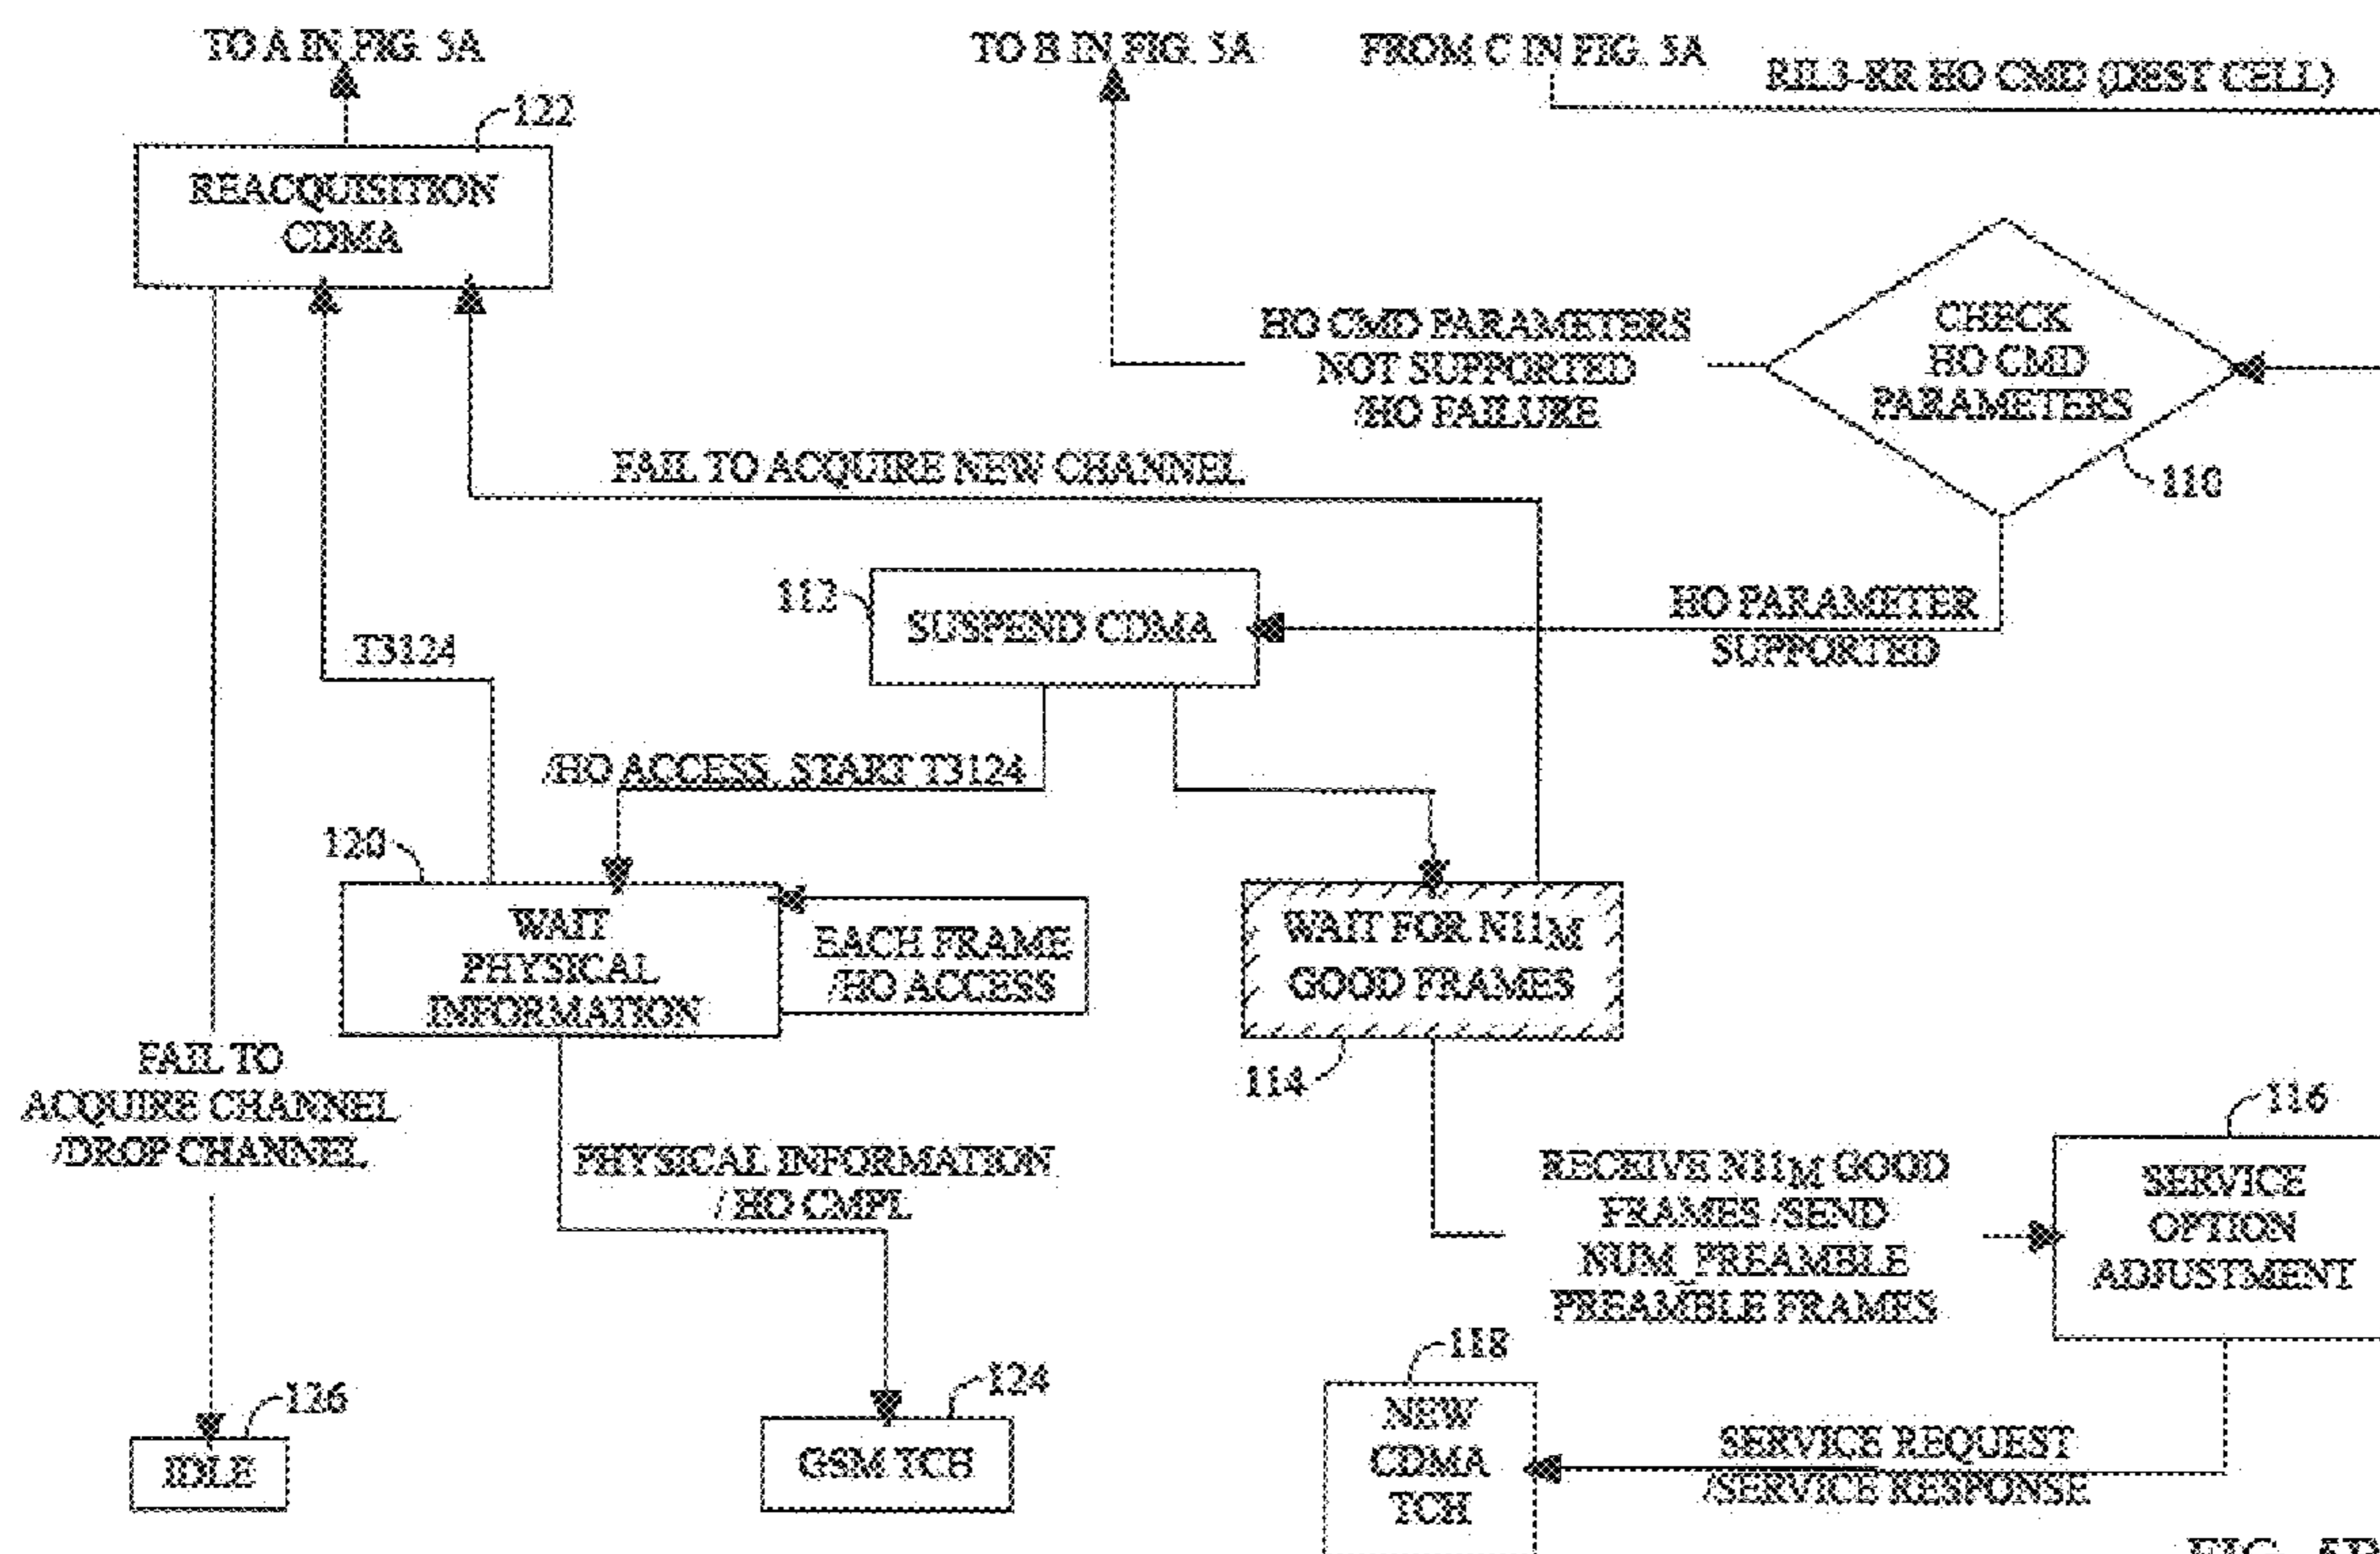 TO A IN FIG. 5A
TO B IN FIG. 5A
FROM C IN FIG. 5A
RIL3-RR HO CMD (DEST CELL)
122
REACQUISITION
CDMA
CHECK
HO CMD
PARAMETERS
110
HO CMD PARAMETERS
NOT SUPPORTED
/HO FAILURE
FAIL TO ACQUIRE NEW CHANNEL
112
SUSPEND CDMA
HO PARAMETER
SUPPORTED
T3124
/HO ACCESS, START T3124
120
WAIT
PHYSICAL
INFORMATION
EACH FRAME
/HO ACCESS
WAIT FOR N11M
GOOD FRAMES
114
FAIL TO
ACQUIRE CHANNEL
/DROP CHANNEL
PHYSICAL INFORMATION
/ HO CMPL
RECEIVE N11M GOOD
FRAMES /SEND
NUM_PREAMBLE
PREAMBLE FRAMES
116
SERVICE
OPTION
ADJUSTMENT
126
IDLE
124
GSM TCH
118
NEW
CDMA
TCH
SERVICE REQUEST
/SERVICE RESPONSE
FIG. 5B